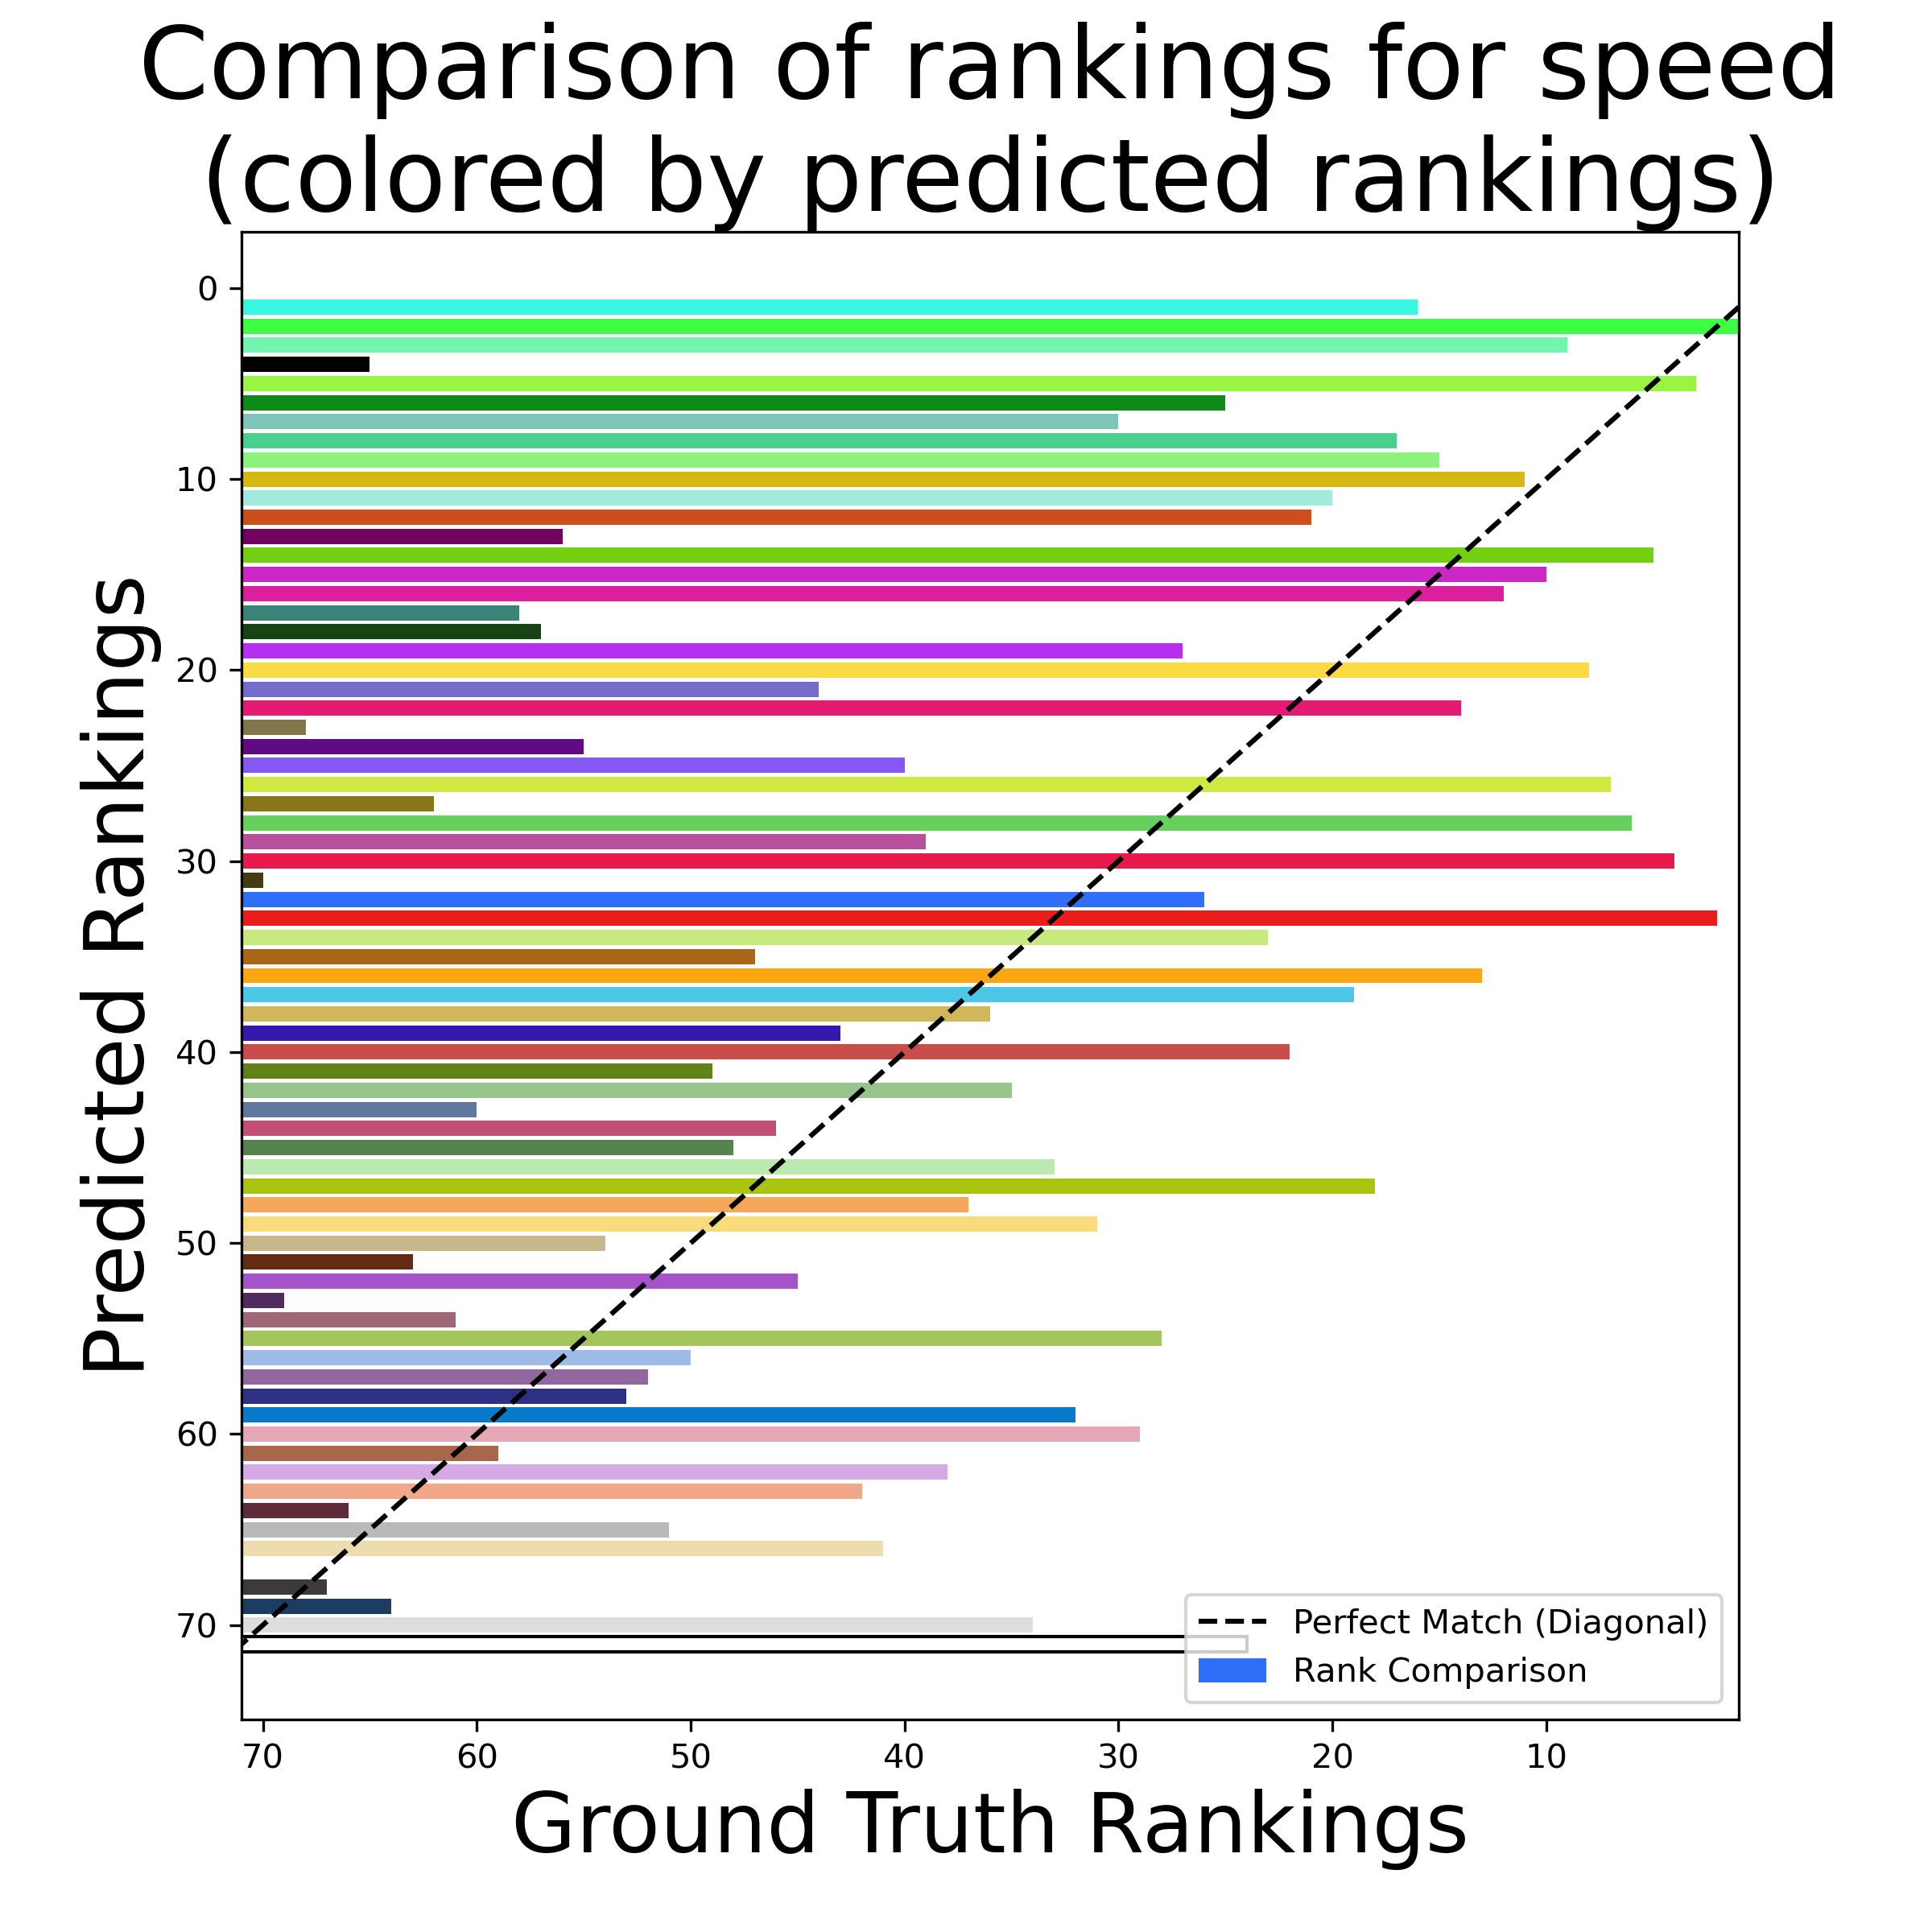 Comparison of rankings for speed
(colored by predicted rankings)
Predicted Rankings
0
10
20
30
40
50
60
70
Perfect Match (Diagonal)
Rank Comparison
70 60 50 40 30 20 10
Ground Truth Rankings